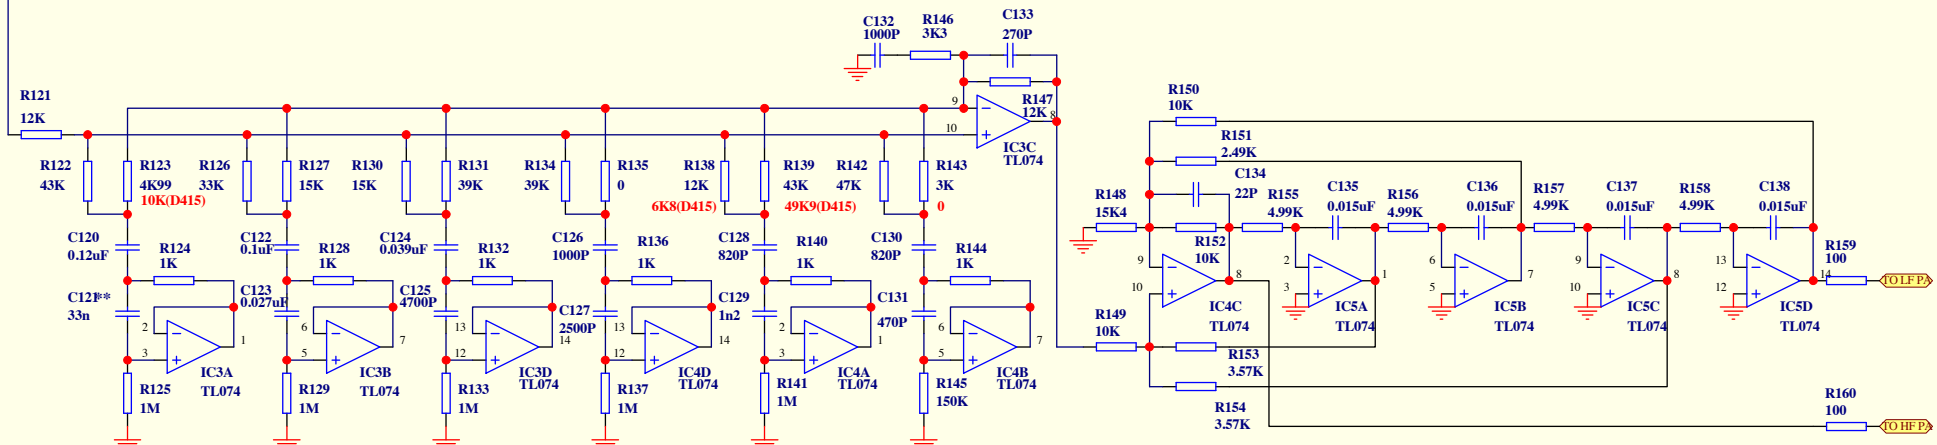 C132
1000P
R146
3K3
C133
270P
R121
12K
9
10
8
R147
12K
IC3C
TL074
R122
43K
R123
4K99
10K(D415)
R126
33K
R127
15K
R130
15K
R131
39K
R134
39K
R135
0
R138
12K
6K8(D415)
R139
43K
49K9(D415)
R142
47K
R143
3K
0
C120
0.12uF
R124
1K
C122
0.1uF
R128
1K
C124
0.039uF
R132
1K
C126
1000P
R136
1K
C128
820P
R140
1K
C130
820P
R144
1K
C121**
33n
C123
0.027uF
C125
4700P
C127
2500P
C129
1n2
C131
470P
2
3
1
IC3A
TL074
6
5
7
IC3B
TL074
13
12
14
IC3D
TL074
13
12
14
IC4D
TL074
2
3
1
IC4A
TL074
6
5
7
IC4B
TL074
R125
1M
R129
1M
R133
1M
R137
1M
R141
1M
R145
150K
R150
10K
R151
2.49K
C134
22P
R148
15K4
R152
10K
R155
4.99K
C135
0.015uF
R156
4.99K
C136
0.015uF
R157
4.99K
C137
0.015uF
R158
4.99K
C138
0.015uF
R159
100
TO LF PA
9
10
8
IC4C
TL074
2
3
1
IC5A
TL074
6
5
7
IC5B
TL074
9
10
8
IC5C
TL074
13
12
14
IC5D
TL074
R149
10K
R153
3.57K
R154
3.57K
R160
100
TO HF PA